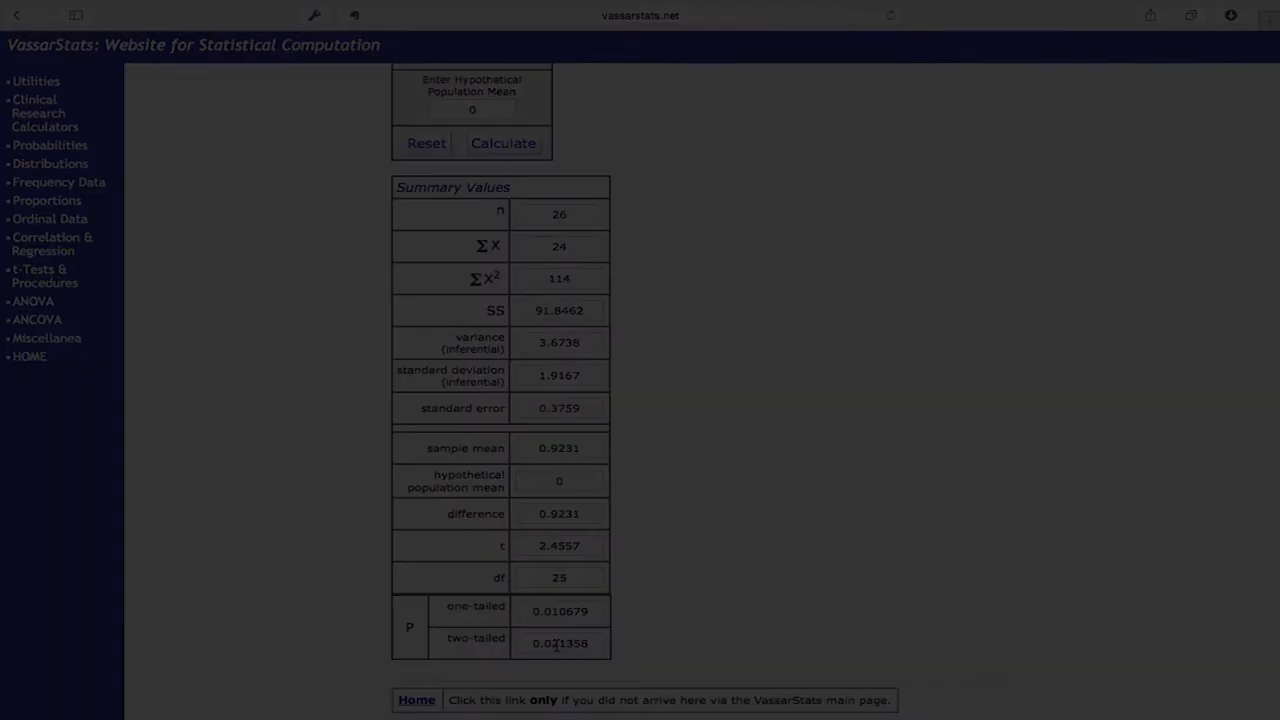 vassarstats.net
VassarStats: Website for Statistical Computation
•Utilities
•Clinical
Research
Calculators
•Probabilities
•Distributions
•Frequency Data
•Proportions
•Ordinal Data
•Correlation &
Regression
•t-Tests &
Procedures
•ANOVA
•ANCOVA
•Miscellanea
•HOME
Enter Hypothetical
Population Mean
0
Reset Calculate
Summary Values
n 26
ΣX 24
ΣX² 114
SS 91.8462
variance
(inferential) 3.6738
standard deviation
(inferential) 1.9167
standard error 0.3759
sample mean 0.9231
hypothetical
population mean 0
difference 0.9231
t 2.4557
df 25
P
one-tailed 0.010679
two-tailed 0.021358
Home Click this link only if you did not arrive here via the VassarStats main page.